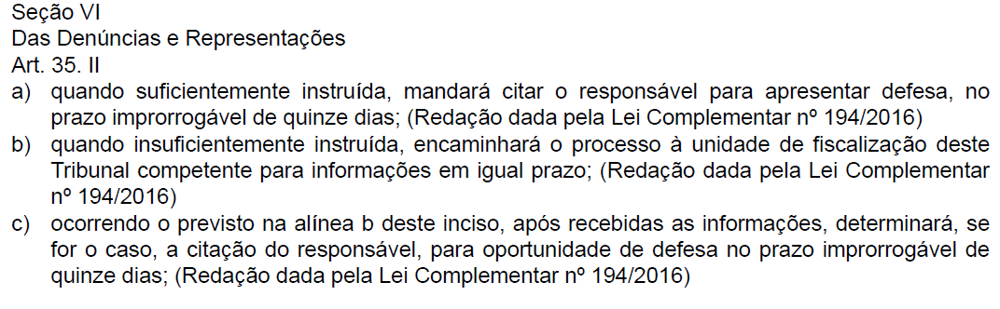 Seção VI
Das Denúncias e Representações
Art. 35. II
a) quando suficientemente instruída, mandará citar o responsável para apresentar defesa, no
prazo improrrogável de quinze dias; (Redação dada pela Lei Complementar nº 194/2016)
b) quando insuficientemente instruída, encaminhará o processo à unidade de fiscalização deste
Tribunal competente para informações em igual prazo; (Redação dada pela Lei Complementar
nº 194/2016)
c) ocorrendo o previsto na alínea b deste inciso, após recebidas as informações, determinará, se
for o caso, a citação do responsável, para oportunidade de defesa no prazo improrrogável de
quinze dias; (Redação dada pela Lei Complementar nº 194/2016)